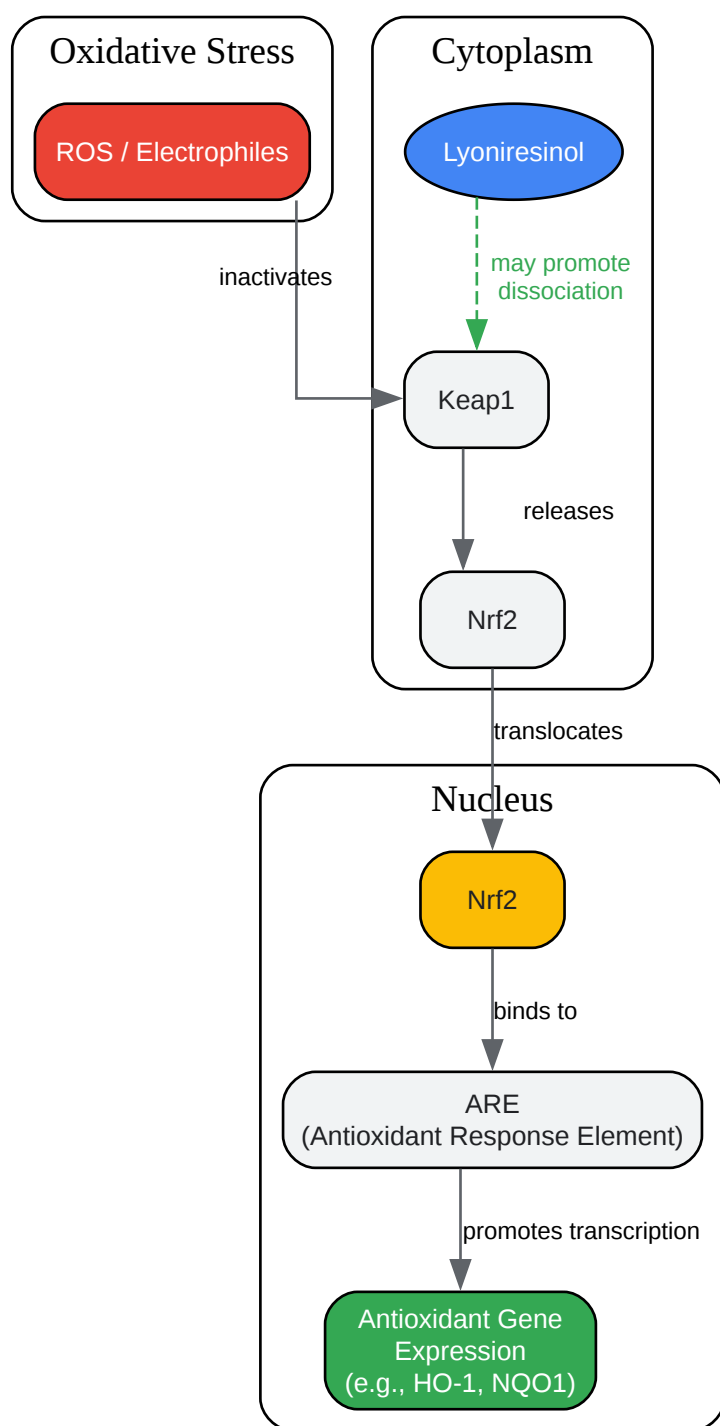 Oxidative Stress
Cytoplasm
ROS / Electrophiles
Lyoniresinol
inactivates
may promote
dissociation
Keap1
releases
Nrf2
translocates
Nucleus
Nrf2
binds to
ARE
(Antioxidant Response Element)
promotes transcription
Antioxidant Gene
Expression
(e.g., HO-1, NQO1)